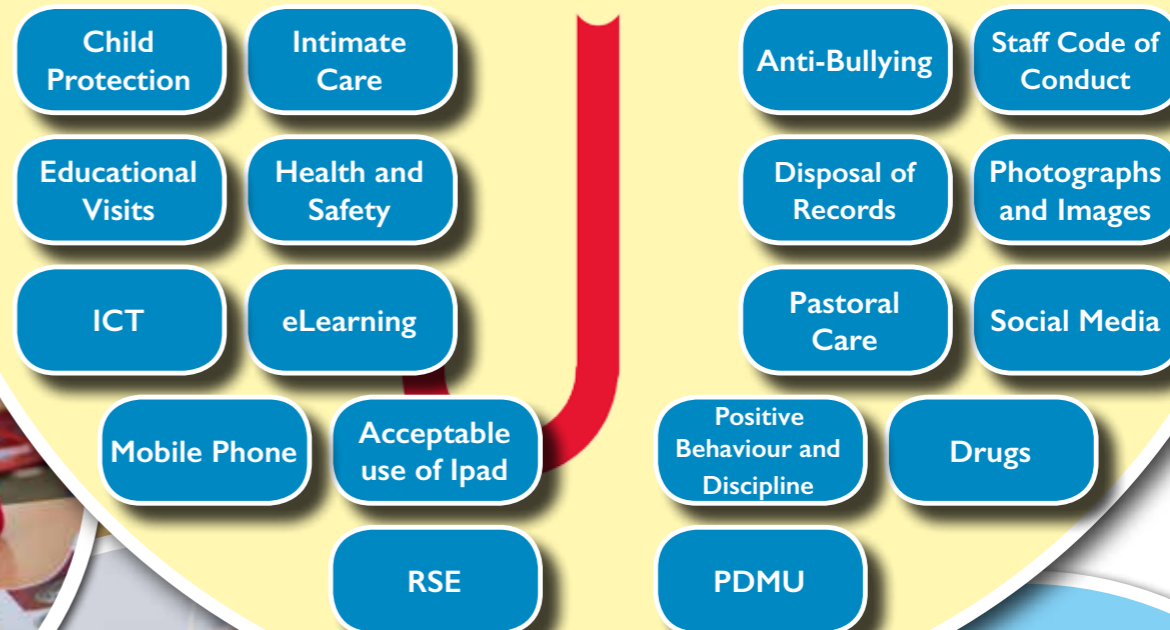 Child
Protection
Intimate
Care
Anti-Bullying
Staff Code of
Conduct
Educational
Visits
Health and
Safety
Disposal of
Records
Photographs
and Images
ICT
eLearning
Pastoral
Care
Social Media
Mobile Phone
Acceptable
use of Ipad
Positive
Behaviour and
Discipline
Drugs
RSE
PDMU